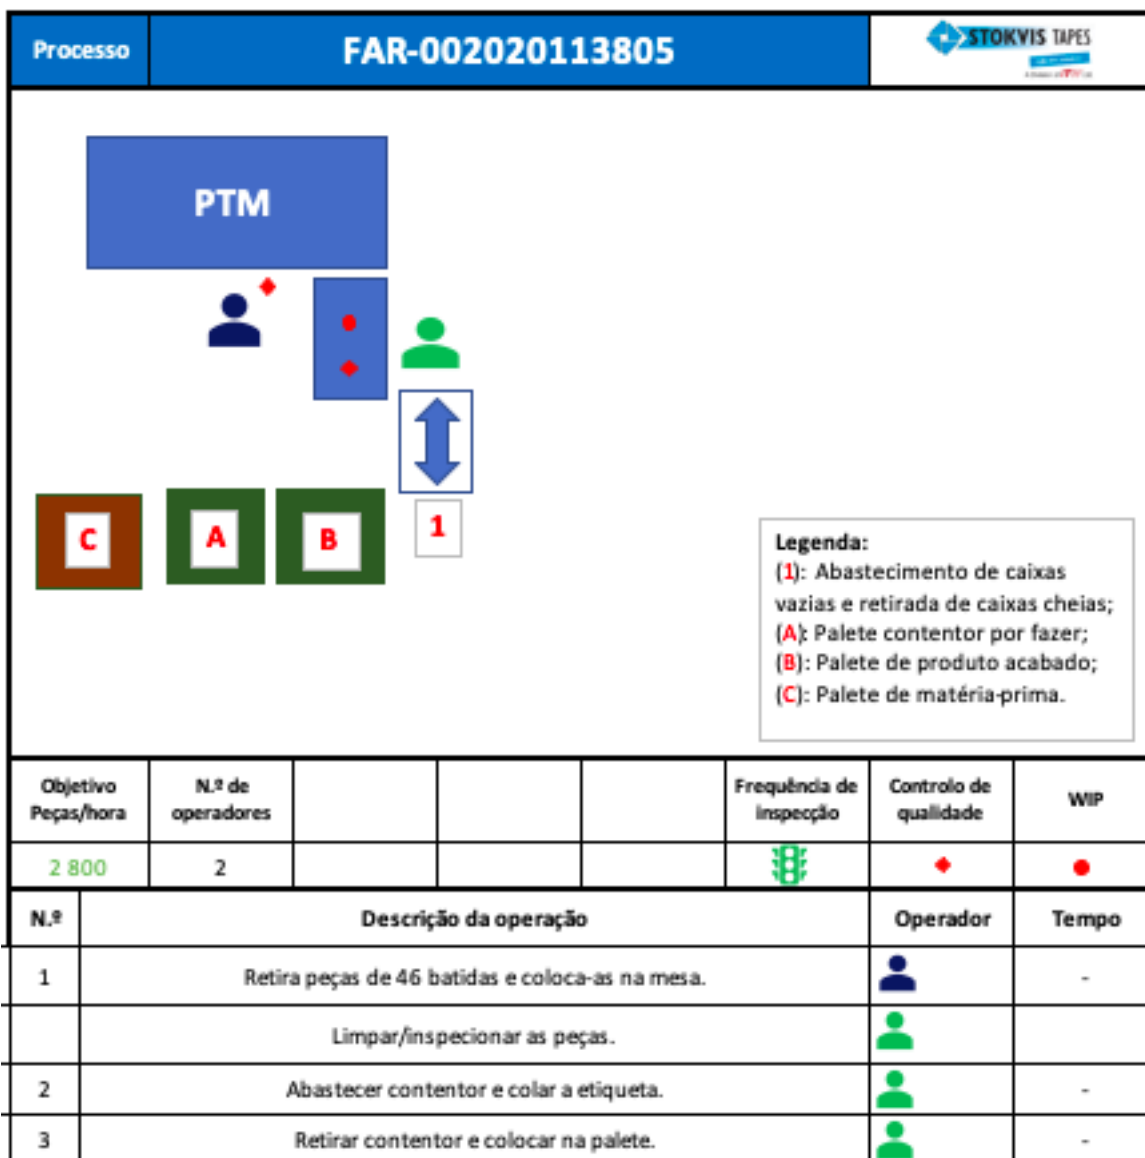 Processo
FAR-002020113805
STOKVIS TAPES
PTM
C
A
B
1
Legenda:
(1): Abastecimento de caixas
vazias e retirada de caixas cheias;
(A): Palete contentor por fazer;
(B): Palete de produto acabado;
(C): Palete de matéria-prima.
Objetivo
Peças/hora
N.º de
operadores
Frequência de
inspecção
Controlo de
qualidade
WIP
2 800
2
N.º
Descrição da operação
Operador
Tempo
1
Retira peças de 46 batidas e coloca-as na mesa.
-
Limpar/inspecionar as peças.
2
Abastecer contentor e colar a etiqueta.
-
3
Retirar contentor e colocar na palete.
-